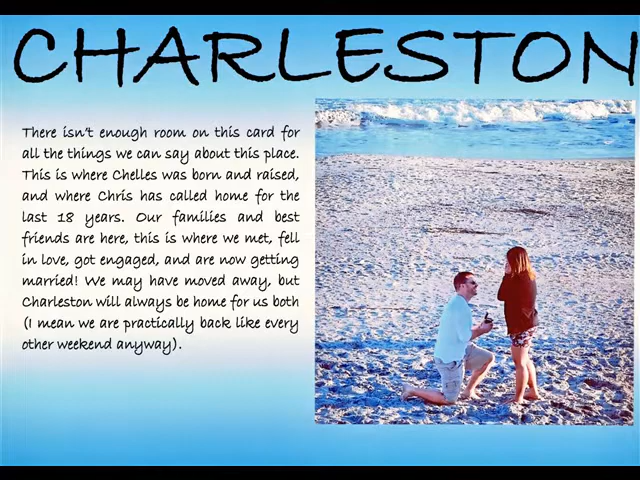 CHARLESTON
There isn't enough room on this card for
all the things we can say about this place.
This is where Chelles was born and raised,
and where Chris has called home for the
last 18 years. Our families and best
friends are here, this is where we met, fell
in love, got engaged, and are now getting
married! We may have moved away, but
Charleston will always be home for us both
(I mean we are practically back like every
other weekend anyway).